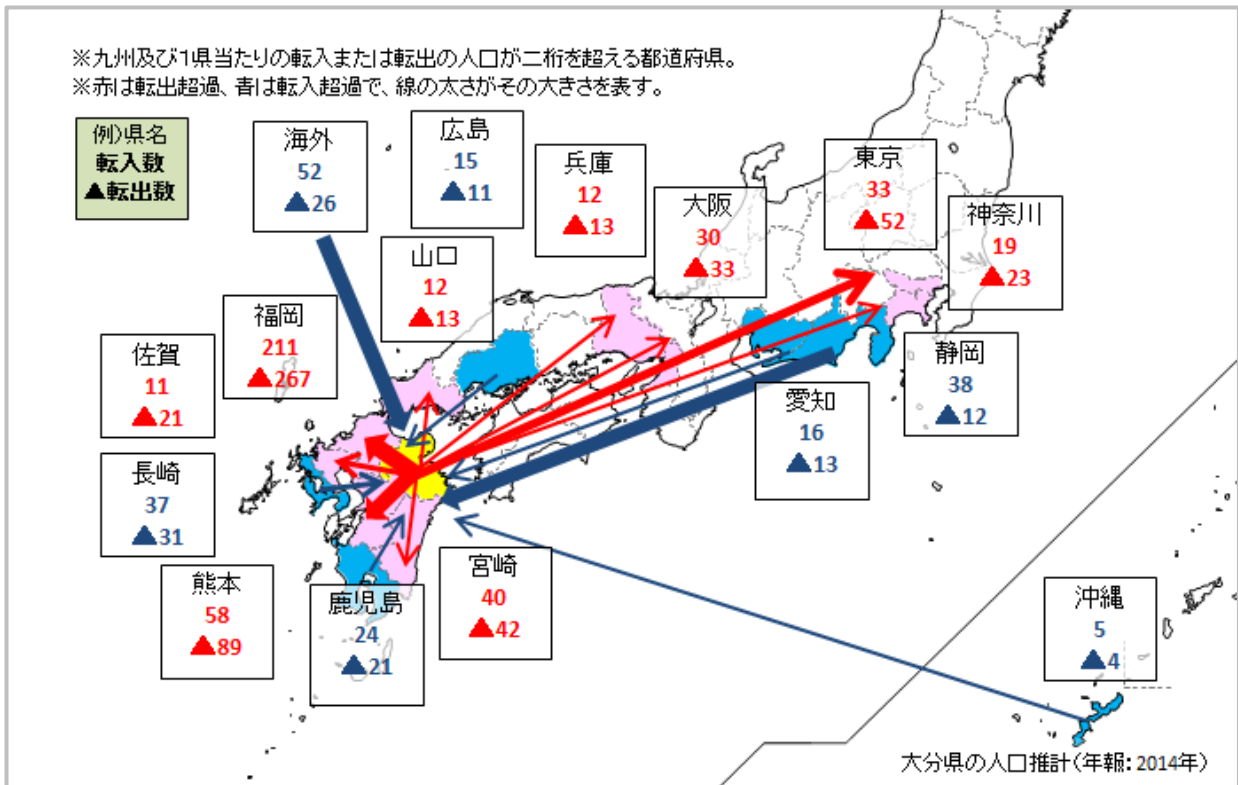 ※九州及び1県当たりの転入または転出の人口が二桁を超える都道府県。
※赤は転出超過、青は転入超過で、線の太さがその大きさを表す。
例)県名
転入数
▲転出数
海外
52
▲26
広島
15
▲11
兵庫
12
▲13
大阪
30
▲33
東京
33
▲52
神奈川
19
▲23
山口
12
▲13
福岡
211
▲267
佐賀
11
▲21
長崎
37
▲31
熊本
58
▲89
鹿児島
24
▲21
宮崎
40
▲42
愛知
16
▲13
静岡
38
▲12
沖縄
5
▲4
大分県の人口推計(年報:2014年)